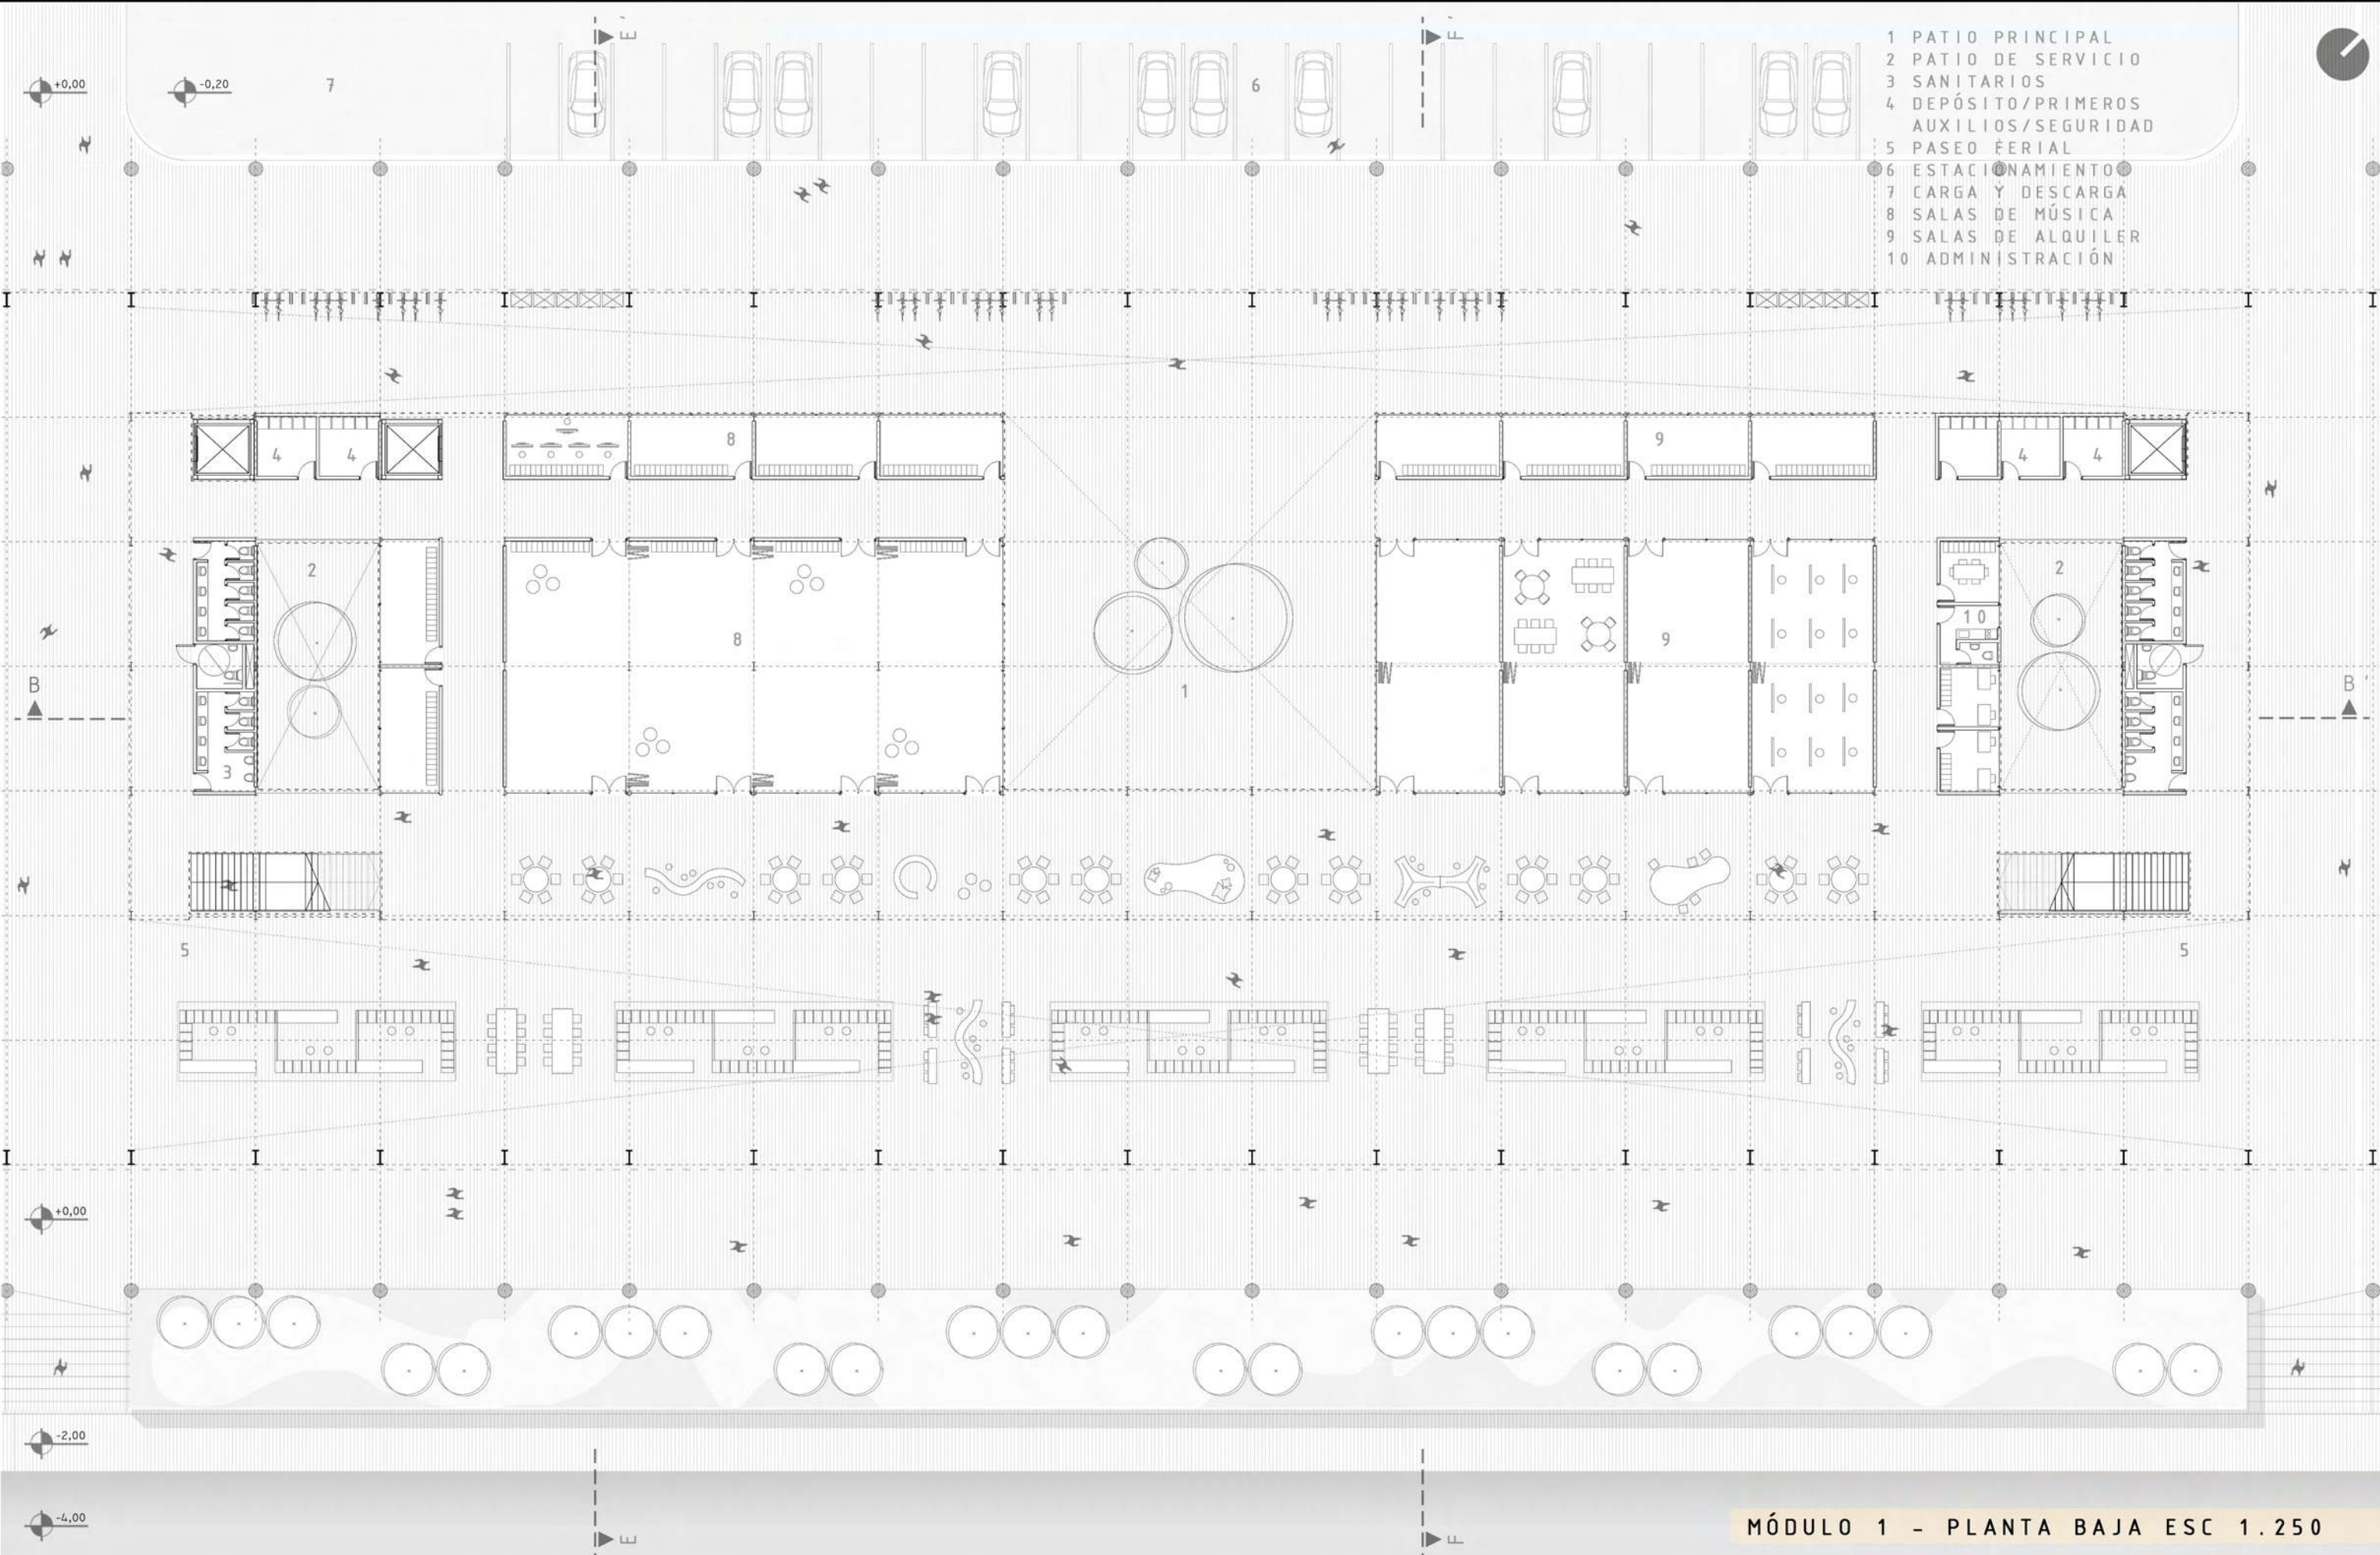 E'
F'
1 PATIO PRINCIPAL
2 PATIO DE SERVICIO
3 SANITARIOS
4 DEPÓSITO/PRIMEROS
AUXILIOS/SEGURIDAD
5 PASEO FERIAL
6 ESTACIONAMIENTO
7 CARGA Y DESCARGA
8 SALAS DE MÚSICA
9 SALAS DE ALQUILER
10 ADMINISTRACIÓN
+0,00
-0,20
7
6
8
9
4
4
4
4
2
2
10
8
9
B
1
B'
3
5
5
+0,00
-2,00
-4,00
E
F
MÓDULO 1 - PLANTA BAJA ESC 1.250